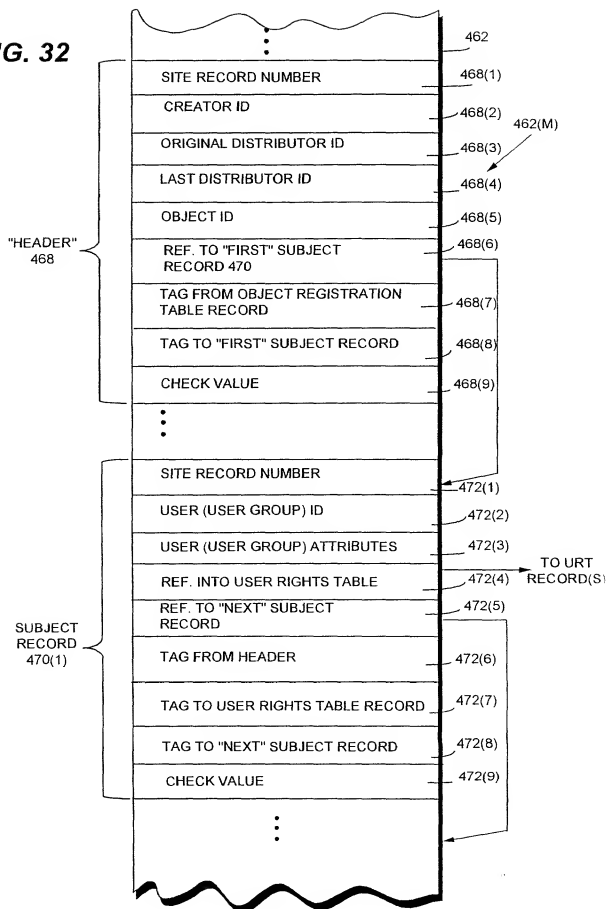 IG. 32
462
SITE RECORD NUMBER
468(1)
CREATOR ID
468(2)
462(M)
ORIGINAL DISTRIBUTOR ID
468(3)
LAST DISTRIBUTOR ID
468(4)
OBJECT ID
468(5)
"HEADER"
468
REF. TO "FIRST" SUBJECT
RECORD 470
468(6)
TAG FROM OBJECT REGISTRATION
TABLE RECORD
468(7)
TAG TO "FIRST" SUBJECT RECORD
468(8)
CHECK VALUE
468(9)
SITE RECORD NUMBER
472(1)
USER (USER GROUP) ID
472(2)
USER (USER GROUP) ATTRIBUTES
472(3)
TO URT
RECORD(S)
REF. INTO USER RIGHTS TABLE
472(4)
REF. TO "NEXT" SUBJECT
RECORD
472(5)
SUBJECT
RECORD
470(1)
TAG FROM HEADER
472(6)
TAG TO USER RIGHTS TABLE RECORD
472(7)
TAG TO "NEXT" SUBJECT RECORD
472(8)
CHECK VALUE
472(9)